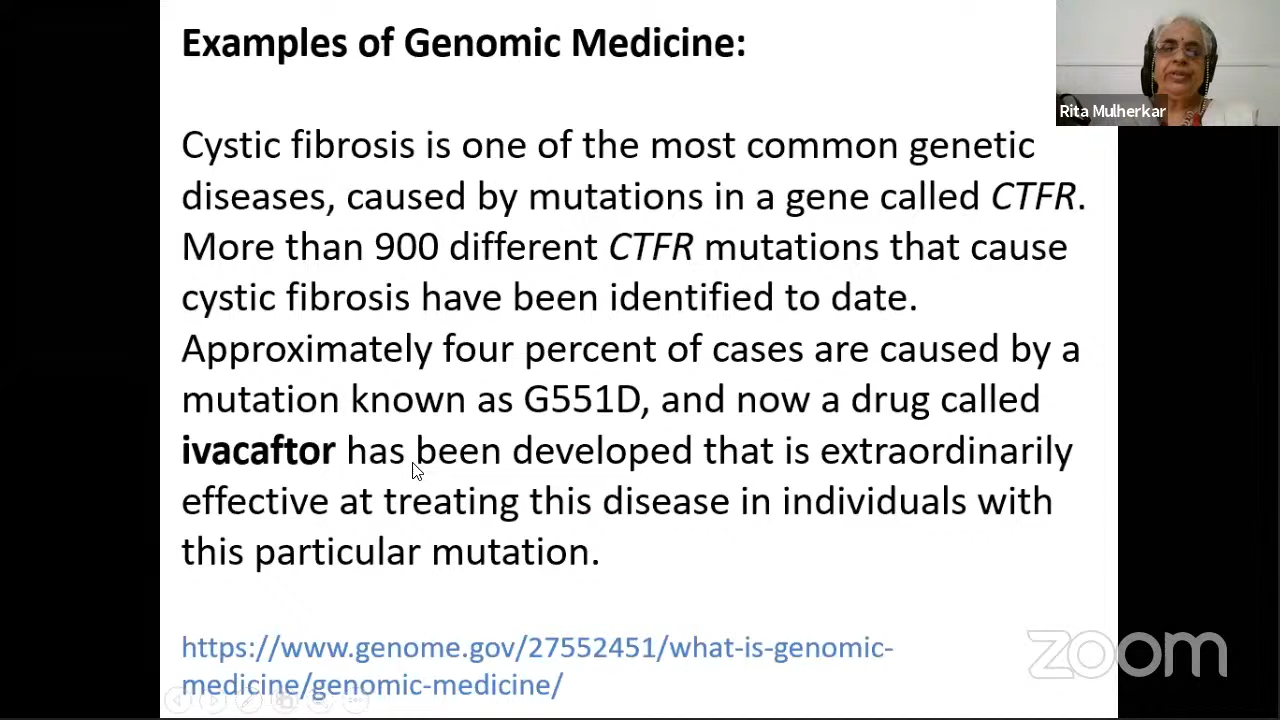 Examples of Genomic Medicine:
Rita Mulherkar
Cystic fibrosis is one of the most common genetic
diseases, caused by mutations in a gene called CTFR.
More than 900 different CTFR mutations that cause
cystic fibrosis have been identified to date.
Approximately four percent of cases are caused by a
mutation known as G551D, and now a drug called
ivacaftor has been developed that is extraordinarily
effective at treating this disease in individuals with
this particular mutation.
https://www.genome.gov/27552451/what-is-genomic-
medicine/genomic-medicine/
zoom